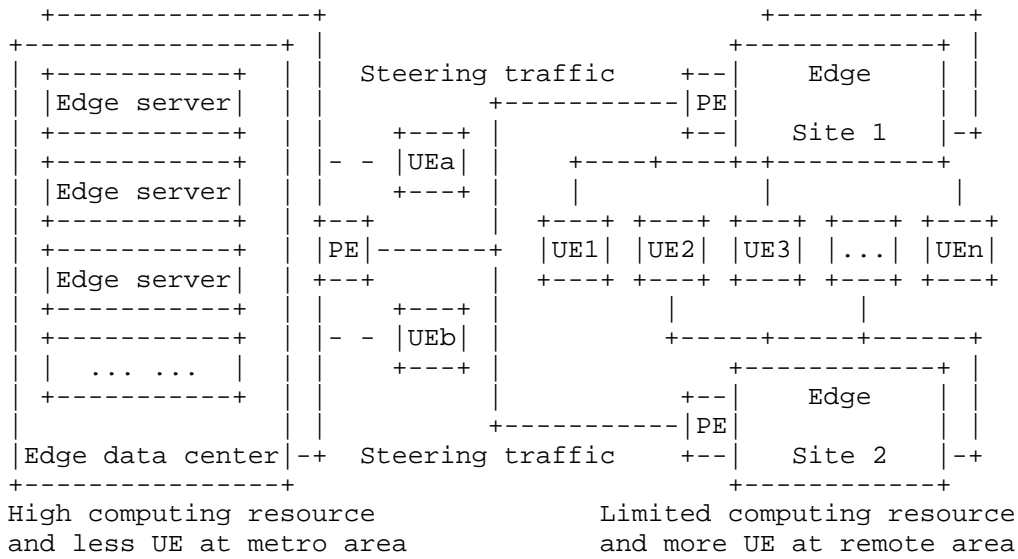 Steering traffic Edge
Edge server PE
Site 1
UEa
Edge server
PE UE1 UE2 UE3 ... UEn
Edge server
UEb
... ...
Edge
PE
Edge data center Steering traffic Site 2
High computing resource Limited computing resource
and less UE at metro area and more UE at remote area